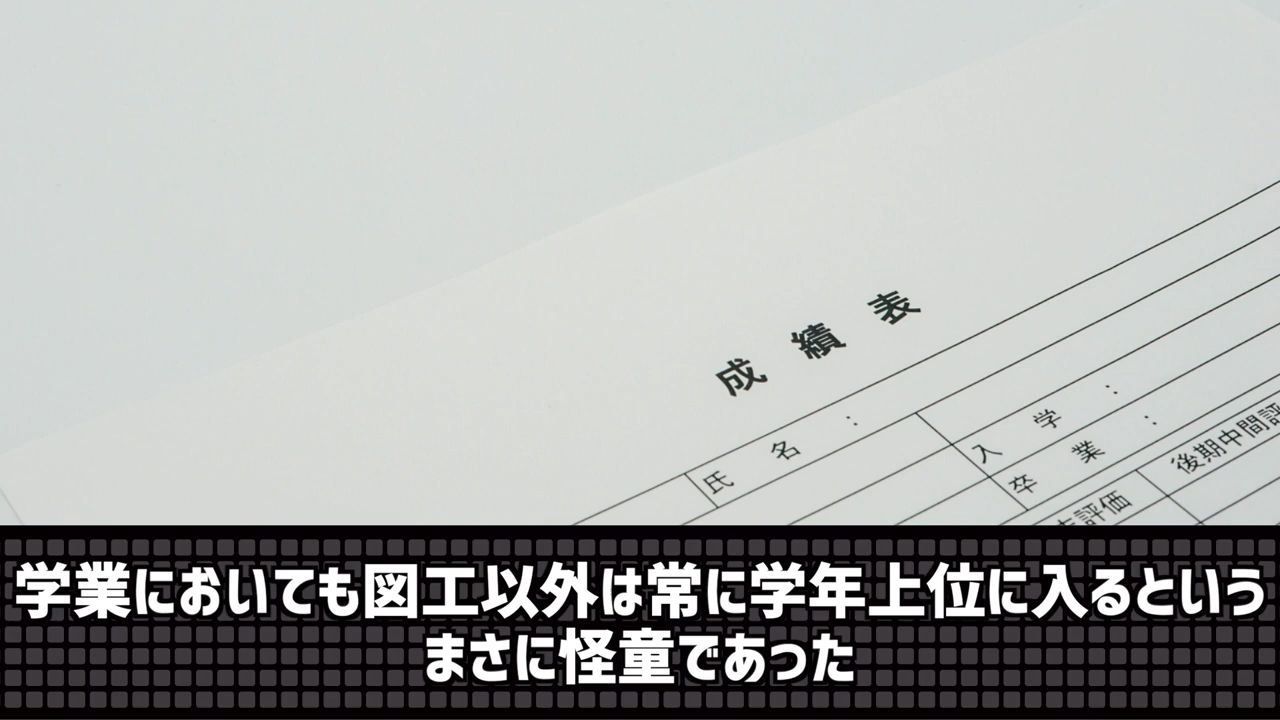 成績表
氏名：
入学：
卒業：
後期中間評
評価
学業においても図工以外は常に学年上位に入るという
まさに怪童であった